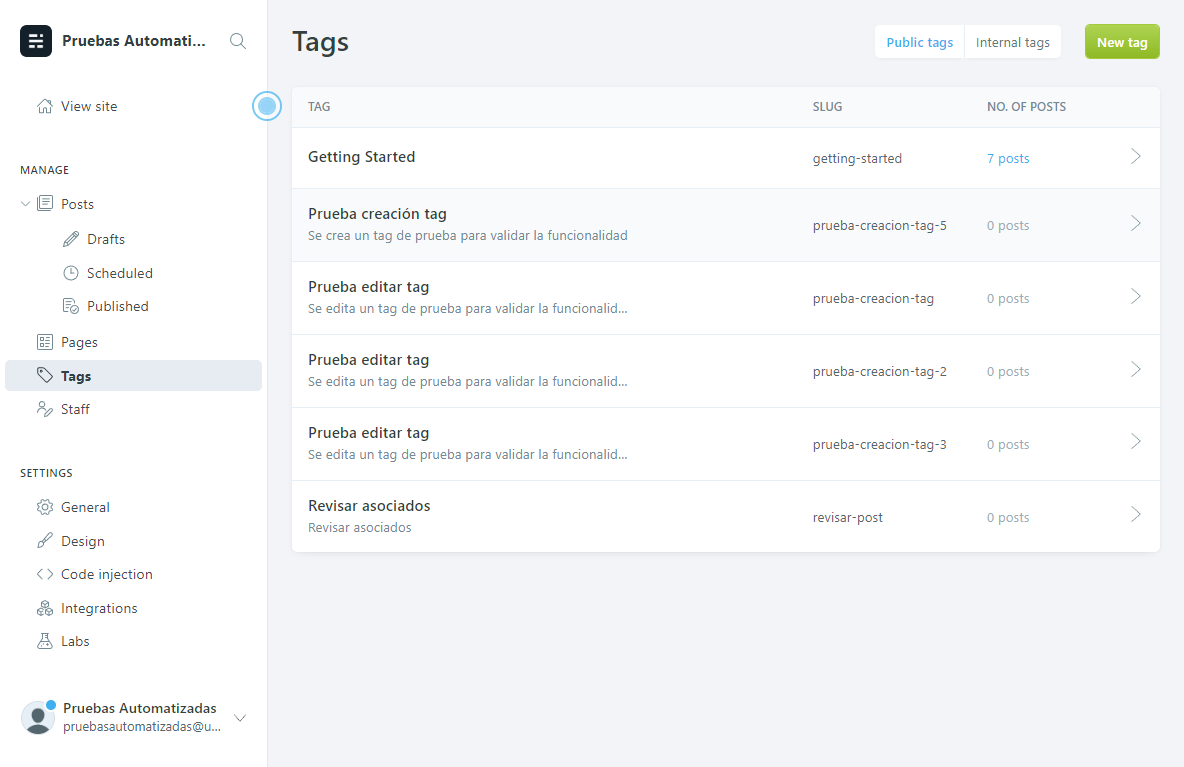 Pruebas Automati...
View site
MANAGE
Posts
Drafts
Scheduled
Published
Pages
Tags
Staff
SETTINGS
General
Design
Code injection
Integrations
Labs
Pruebas Automatizadas
pruebasautomatizadas@u...
Tags
Public tags
Internal tags
New tag
TAG SLUG NO. OF POSTS
Getting Started getting-started 7 posts
Prueba creación tag
Se crea un tag de prueba para validar la funcionalidad
prueba-creacion-tag-5 0 posts
Prueba editar tag
Se edita un tag de prueba para validar la funcionalid...
prueba-creacion-tag 0 posts
Prueba editar tag
Se edita un tag de prueba para validar la funcionalid...
prueba-creacion-tag-2 0 posts
Prueba editar tag
Se edita un tag de prueba para validar la funcionalid...
prueba-creacion-tag-3 0 posts
Revisar asociados
Revisar asociados
revisar-post 0 posts